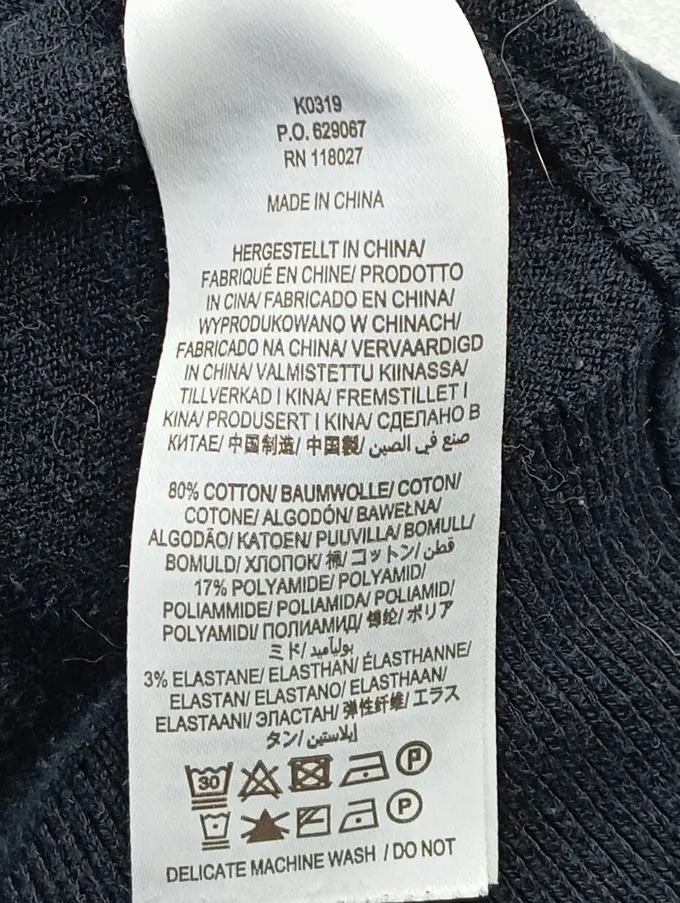 K0319
P.O. 629067
RN 118027
MADE IN CHINA
HERGESTELLT IN CHINA/
FABRIQUÉ EN CHINE/ PRODOTTO
IN CINA/ FABRICADO EN CHINA/
WYPRODUKOWANO W CHINACH/
FABRICADO NA CHINA/ VERVAARDIGD
IN CHINA/ VALMISTETTU KIINASSA/
TILLVERKAD I KINA/ FREMSTILLET I
KINA/ PRODUSERT I KINA/ СДЕЛАНО В
КИТАЕ/ 中国制造/ 中国製/ صنع في الصين
80% COTTON/ BAUMWOLLE/ COTON/
COTONE/ ALGODÓN/ BAWEŁNA/
ALGODÃO/ KATOEN/ PUUVILLA/ BOMULL/
BOMULD/ ХЛОПОК/ 棉/ コットン/ قطن
17% POLYAMIDE/ POLYAMID/
POLIAMMIDE/ POLIAMIDA/ POLIAMID/
POLYAMIDI/ ПОЛИАМИД/ 锦纶/ ポリア
ミド/ بولياميد
3% ELASTANE/ ELASTHAN/ ÉLASTHANNE/
ELASTAN/ ELASTANO/ ELASTHAAN/
ELASTAANI/ ЭЛАСТАН/ 弹性纤维/ エラス
タン/ إيلاستين
30 P
P
DELICATE MACHINE WASH / DO NOT